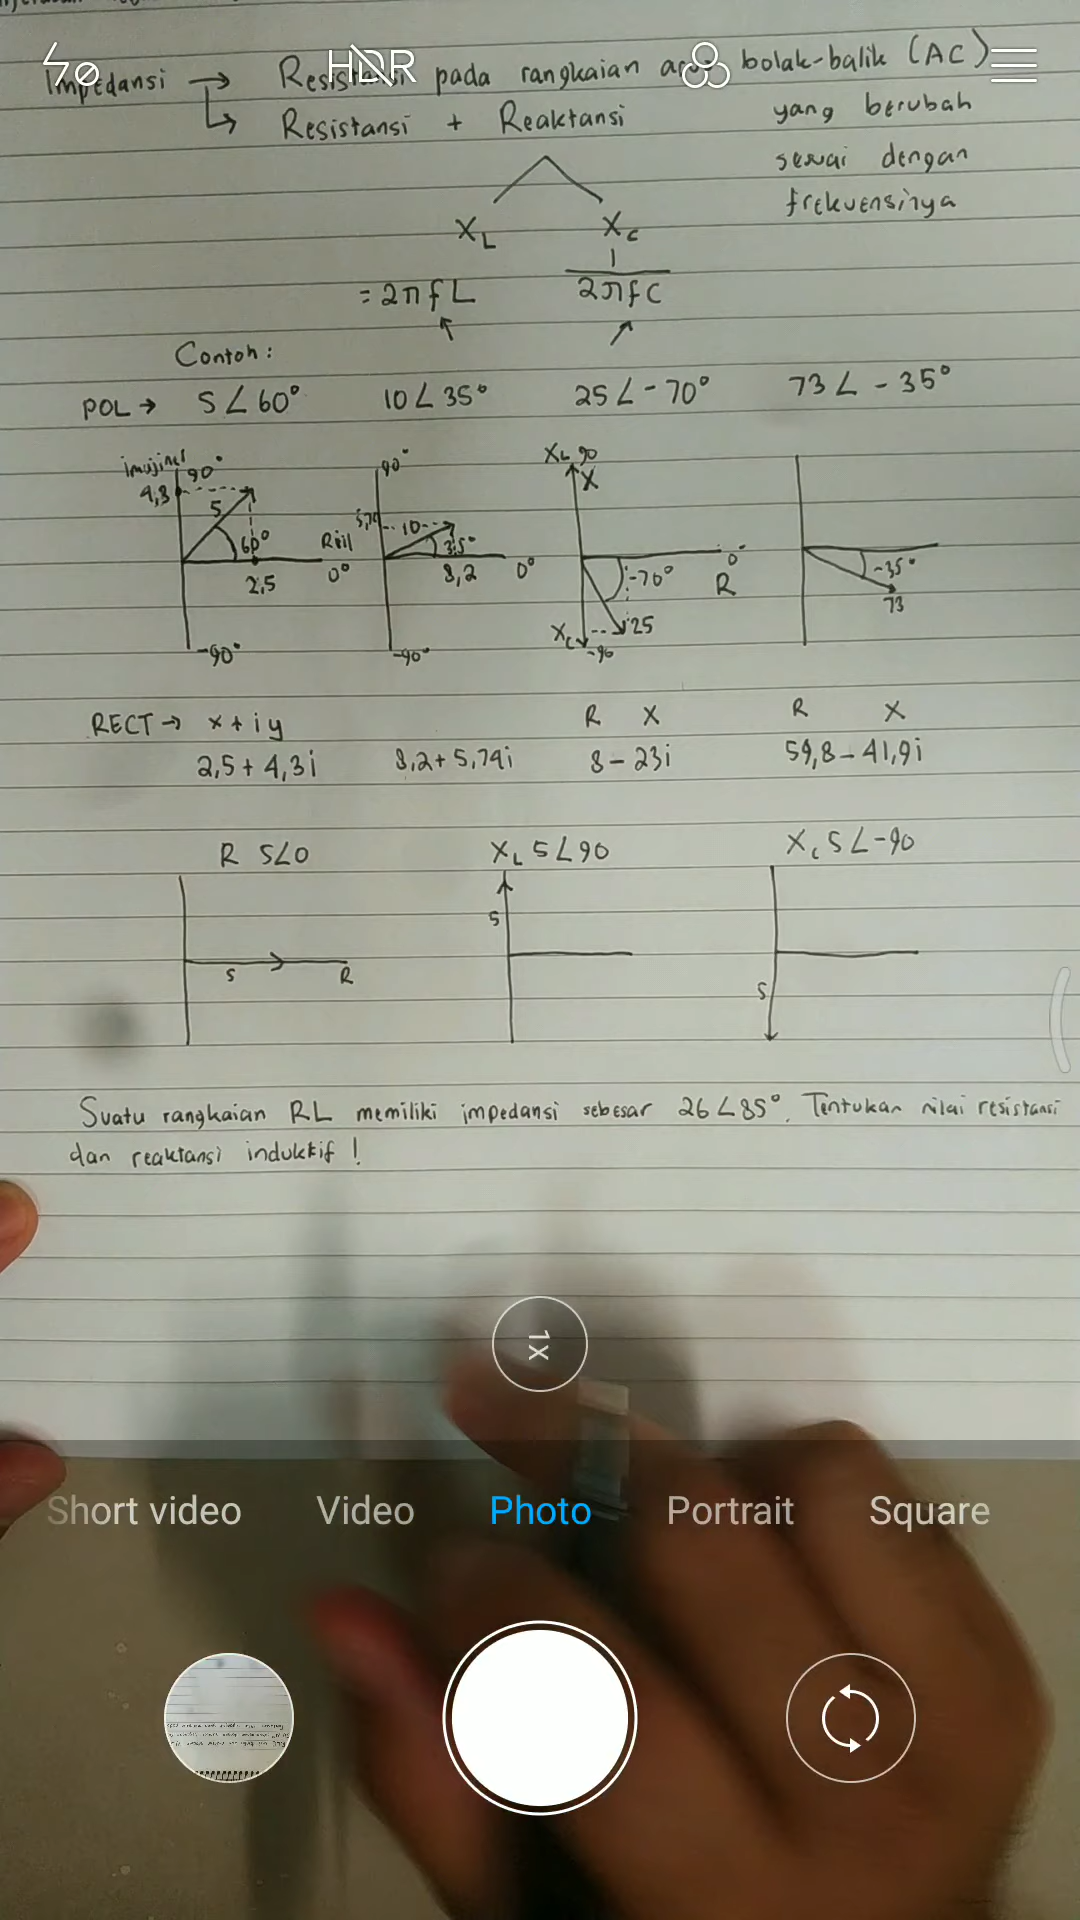 Impedansi → Resistansi pada rangkaian bolak-balik (AC)
↳ Resistansi + Reaktansi yang berubah
sesuai dengan
frekuensinya
XL Xc
= 2πfL 1/2πfC
Contoh:
POL → 5∠60° 10∠35° 25∠-70° 73∠-35°
imajiner 90° 90° XL 90
4,3 5 X
60° Riil 10 35° 0°
2,5 0° 8,2 0° -70° R -35°
Xc 25 73
-90° -90° -90
RECT → x + iy R X R X
2,5 + 4,3i 8,2 + 5,74i 8 - 23i 59,8 - 41,9i
R 5∠0 XL 5∠90 Xc 5∠-90
5 R 5 5
Suatu rangkaian RL memiliki impedansi sebesar 26∠85°. Tentukan nilai resistansi
dan reaktansi induktif !
HDR
1X
Short video Video Photo Portrait Square